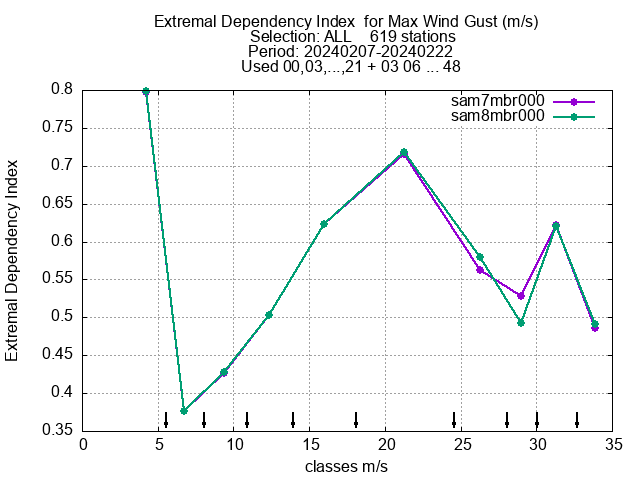 Extremal Dependency Index  for Max Wind Gust (m/s)
Selection: ALL    619 stations
Period: 20240207-20240222
Used 00,03,...,21 + 03 06 ... 48
sam7mbr000
sam8mbr000
0.8
0.75
0.7
0.65
0.6
0.55
0.5
0.45
0.4
0.35
Extremal Dependency Index
0 5 10 15 20 25 30 35
classes m/s